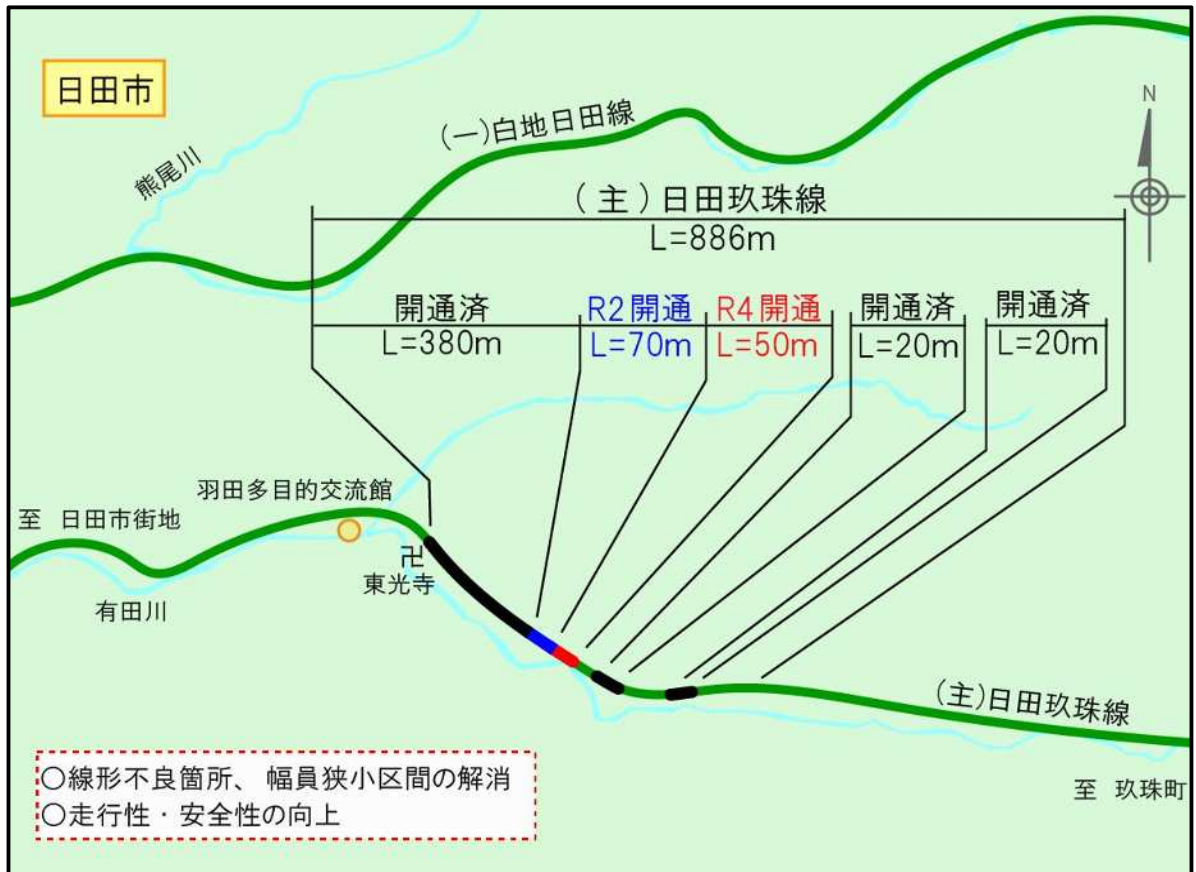 日田市
N
(一)白地日田線
熊尾川
(主)日田玖珠線
L=886m
開通済
L=380m
R2開通
L=70m
R4開通
L=50m
開通済
L=20m
開通済
L=20m
羽田多目的交流館
至 日田市街地
卍
東光寺
有田川
(主)日田玖珠線
至 玖珠町
○線形不良箇所、幅員狭小区間の解消
○走行性・安全性の向上